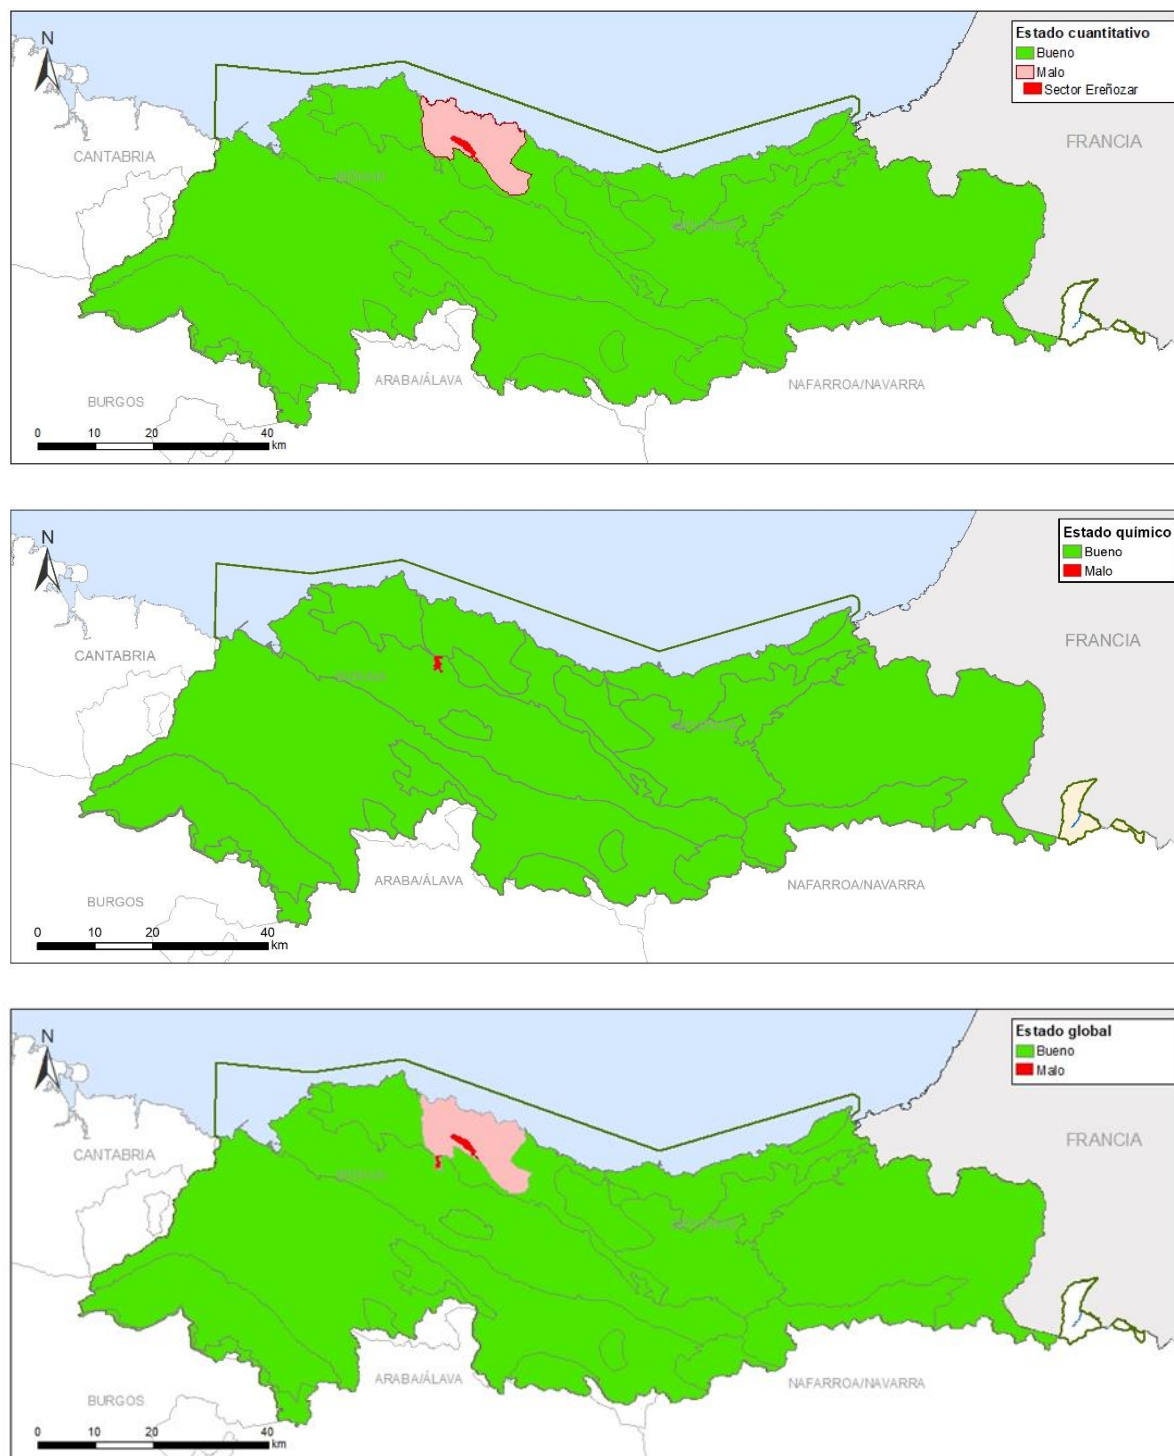 Estado cuantitativo
Bueno
Malo
Sector Ereñozar
N
CANTABRIA
FRANCIA
ARABA/ÁLAVA
NAFARROA/NAVARRA
BURGOS
0 10 20 40
km
Estado químico
Bueno
Malo
N
CANTABRIA
FRANCIA
ARABA/ÁLAVA
NAFARROA/NAVARRA
BURGOS
0 10 20 40
km
Estado global
Bueno
Malo
N
CANTABRIA
FRANCIA
ARABA/ÁLAVA
NAFARROA/NAVARRA
BURGOS
0 10 20 40
km